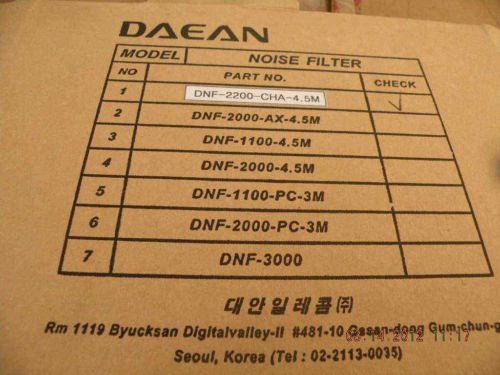 DAEAN
MODEL NOISE FILTER
NO PART NO. CHECK
1 DNF-2200-CHA-4.5M ✓
2 DNF-2000-AX-4.5M
3 DNF-1100-4.5M
4 DNF-2000-4.5M
5 DNF-1100-PC-3M
6 DNF-2000-PC-3M
7 DNF-3000
대안일레콤㈜
Rm 1119 Byucksan Digitalvalley-II #481-10 Gasan-dong Gum-chun-g
Seoul, Korea (Tel : 02-2113-0035)
08-14-2012 11:17